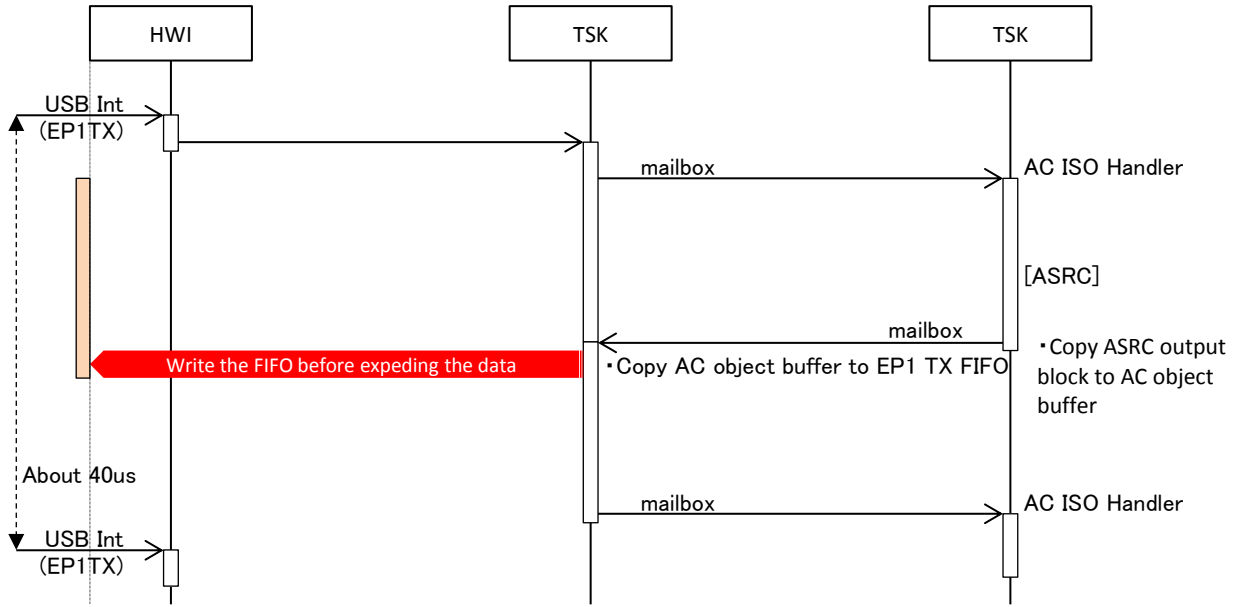 HWI
TSK
TSK
USB Int
(EP1TX)
mailbox
AC ISO Handler
[ASRC]
mailbox
Write the FIFO before expeding the data
・Copy AC object buffer to EP1 TX FIFO
・Copy ASRC output
block to AC object
buffer
About 40us
mailbox
AC ISO Handler
USB Int
(EP1TX)